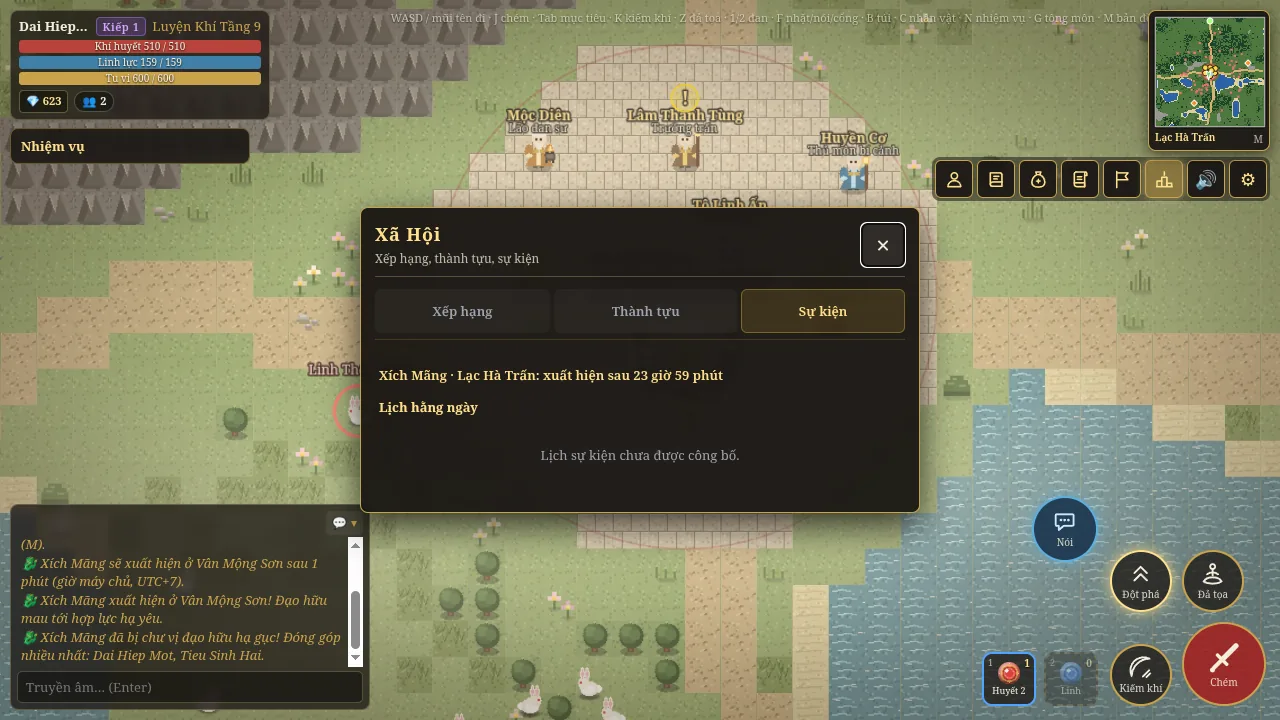 Dai Hiep... Kiếp 1 Luyện Khí Tầng 9
Khí huyết 510 / 510
Linh lực 159 / 159
Tu vi 600 / 600
623
2
Nhiệm vụ
WASD / mũi tên đi · J chém · Tab mục tiêu · K kiếm khí · Z đả tọa · 1/2 đan · F nhặt/nói/cổng · B túi · C nhân vật · N nhiệm vụ · G tông môn · M bản
Lạc Hà Trấn M
Mộc Diên
Lão đan sư
!
Lâm Thanh Tùng
Trưởng trấn
Huyền Cơ
Thủ môn bí cảnh
Tô Linh Ẩn
Xã Hội
Xếp hạng, thành tựu, sự kiện
×
Xếp hạng
Thành tựu
Sự kiện
Xích Mãng · Lạc Hà Trấn: xuất hiện sau 23 giờ 59 phút
Lịch hằng ngày
Lịch sự kiện chưa được công bố.
(M).
Xích Mãng sẽ xuất hiện ở Vân Mộng Sơn sau 1
phút (giờ máy chủ, UTC+7).
Xích Mãng xuất hiện ở Vân Mộng Sơn! Đạo hữu
mau tới hợp lực hạ yêu.
Xích Mãng đã bị chư vị đạo hữu hạ gục! Đóng góp
nhiều nhất: Dai Hiep Mot, Tieu Sinh Hai.
Truyền âm... (Enter)
Nói
Đột phá
Đả tọa
1 1
Huyết 2
2 0
Linh
Kiếm khí
Chém